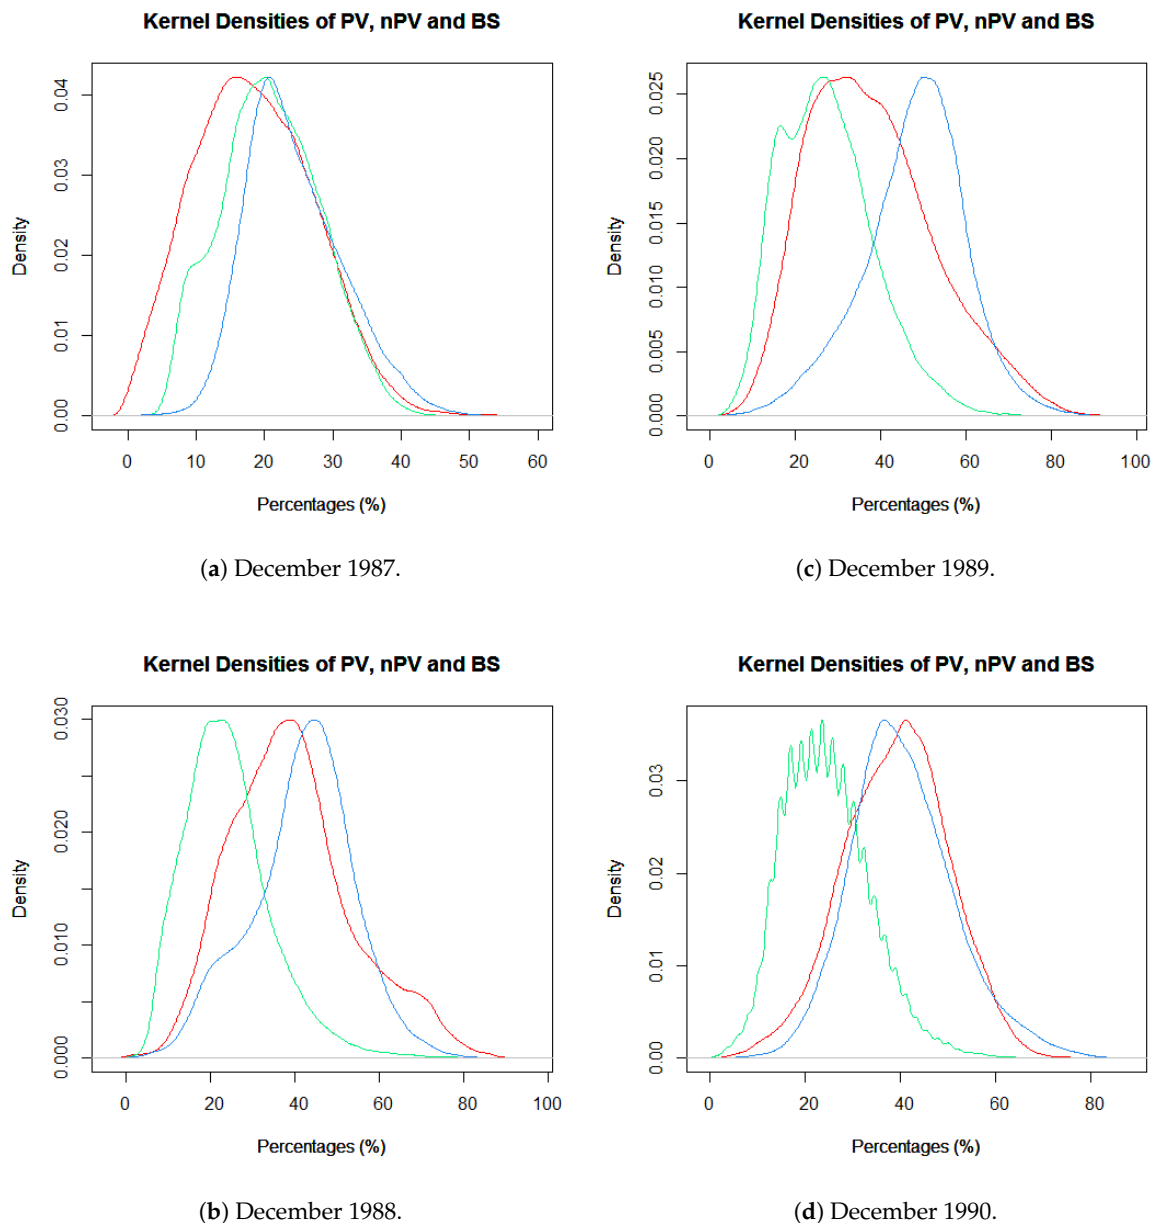 Kernel Densities of PV, nPV and BS
Density
0.00
0.01
0.02
0.03
0.04
0 10 20 30 40 50 60
Percentages (%)
(a) December 1987.
Kernel Densities of PV, nPV and BS
Density
0.000
0.005
0.010
0.015
0.020
0.025
0 20 40 60 80 100
Percentages (%)
(c) December 1989.
Kernel Densities of PV, nPV and BS
Density
0.000
0.010
0.020
0.030
0 20 40 60 80 100
Percentages (%)
(b) December 1988.
Kernel Densities of PV, nPV and BS
Density
0.00
0.01
0.02
0.03
0 20 40 60 80
Percentages (%)
(d) December 1990.